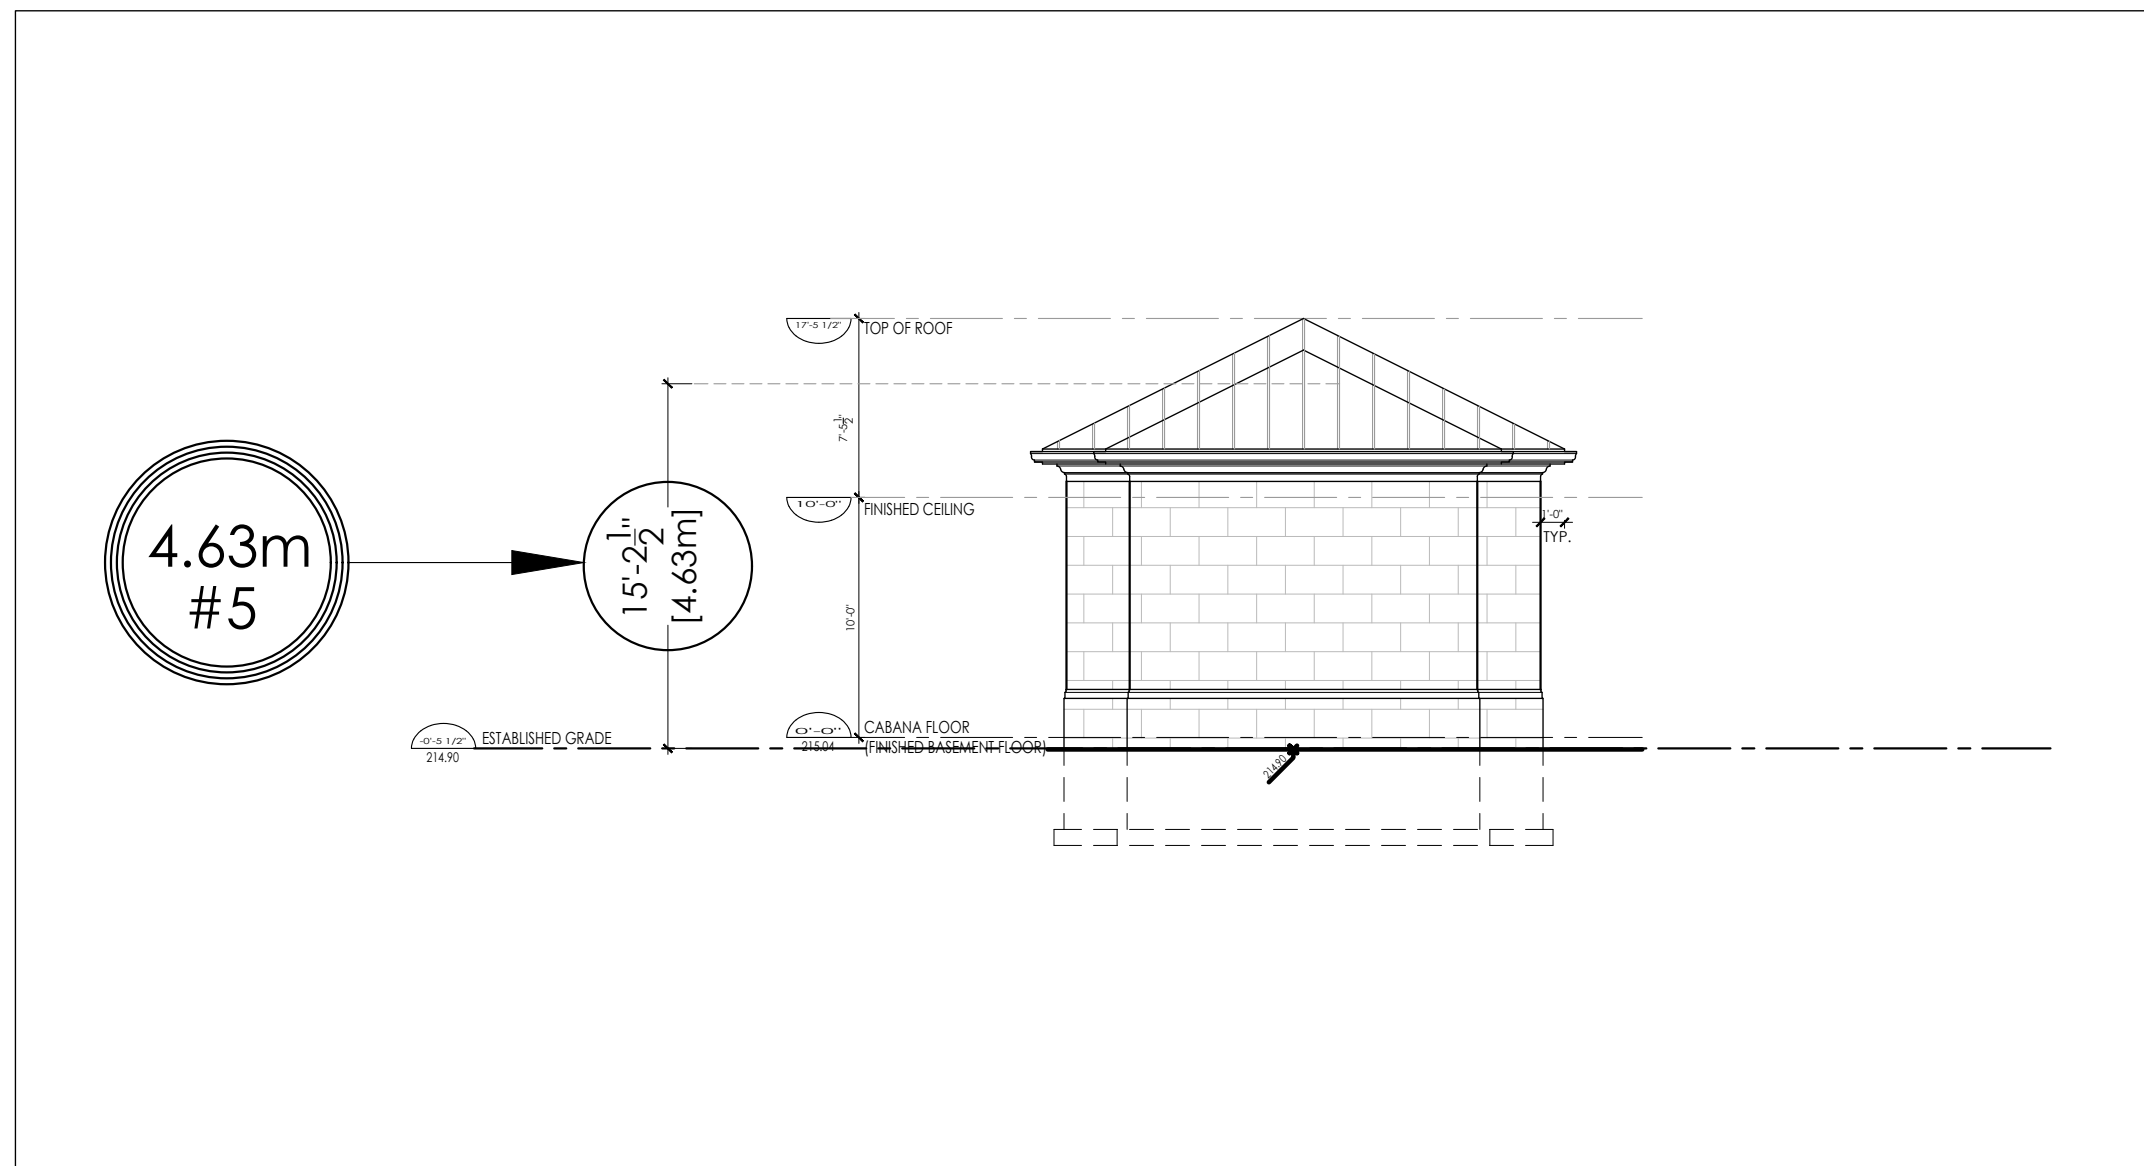 17'-5 1/2"
TOP OF ROOF
7'-5 1/2"
10'-0"
FINISHED CEILING
1'-0"
TYP.
4.63m
#5
15'-2 1/2"
[4.63m]
10'-0"
-0'-5 1/2"
ESTABLISHED GRADE
214.90
0'-0"
215.04
CABANA FLOOR
(FINISHED BASEMENT FLOOR)
214.90